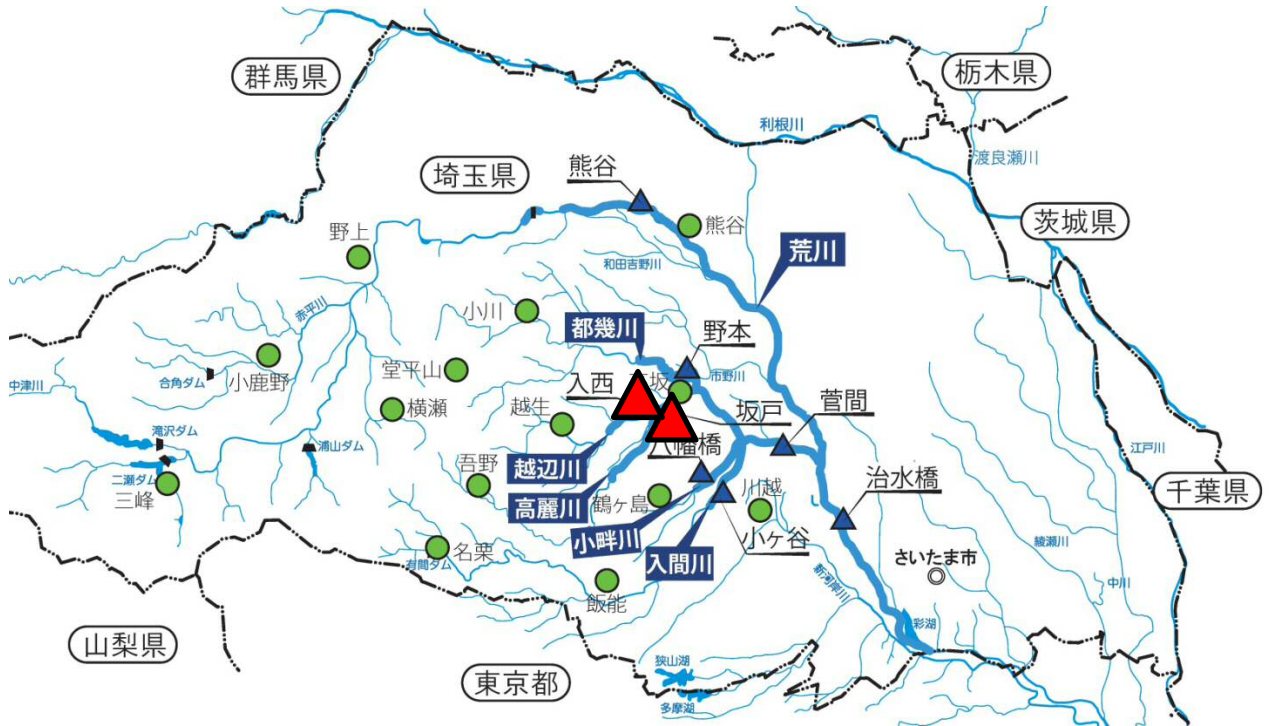 群馬県
栃木県
利根川
渡良瀬川
埼玉県
熊谷
茨城県
熊谷
野上
荒川
和田吉野川
赤平川
小川
都幾川
野本
小鹿野
合角ダム
中津川
堂平山
入西
坂
市野川
横瀬
越生
坂戸
菅間
滝沢ダム
浦山ダム
八幡橋
江戸川
越辺川
吾野
二瀬ダム
三峰
高麗川
鶴ヶ島
川越
治水橋
千葉県
小畔川
小ヶ谷
綾瀬川
入間川
名栗
有間ダム
さいたま市
新河岸川
中川
飯能
彩湖
山梨県
東京都
狭山湖
多摩湖